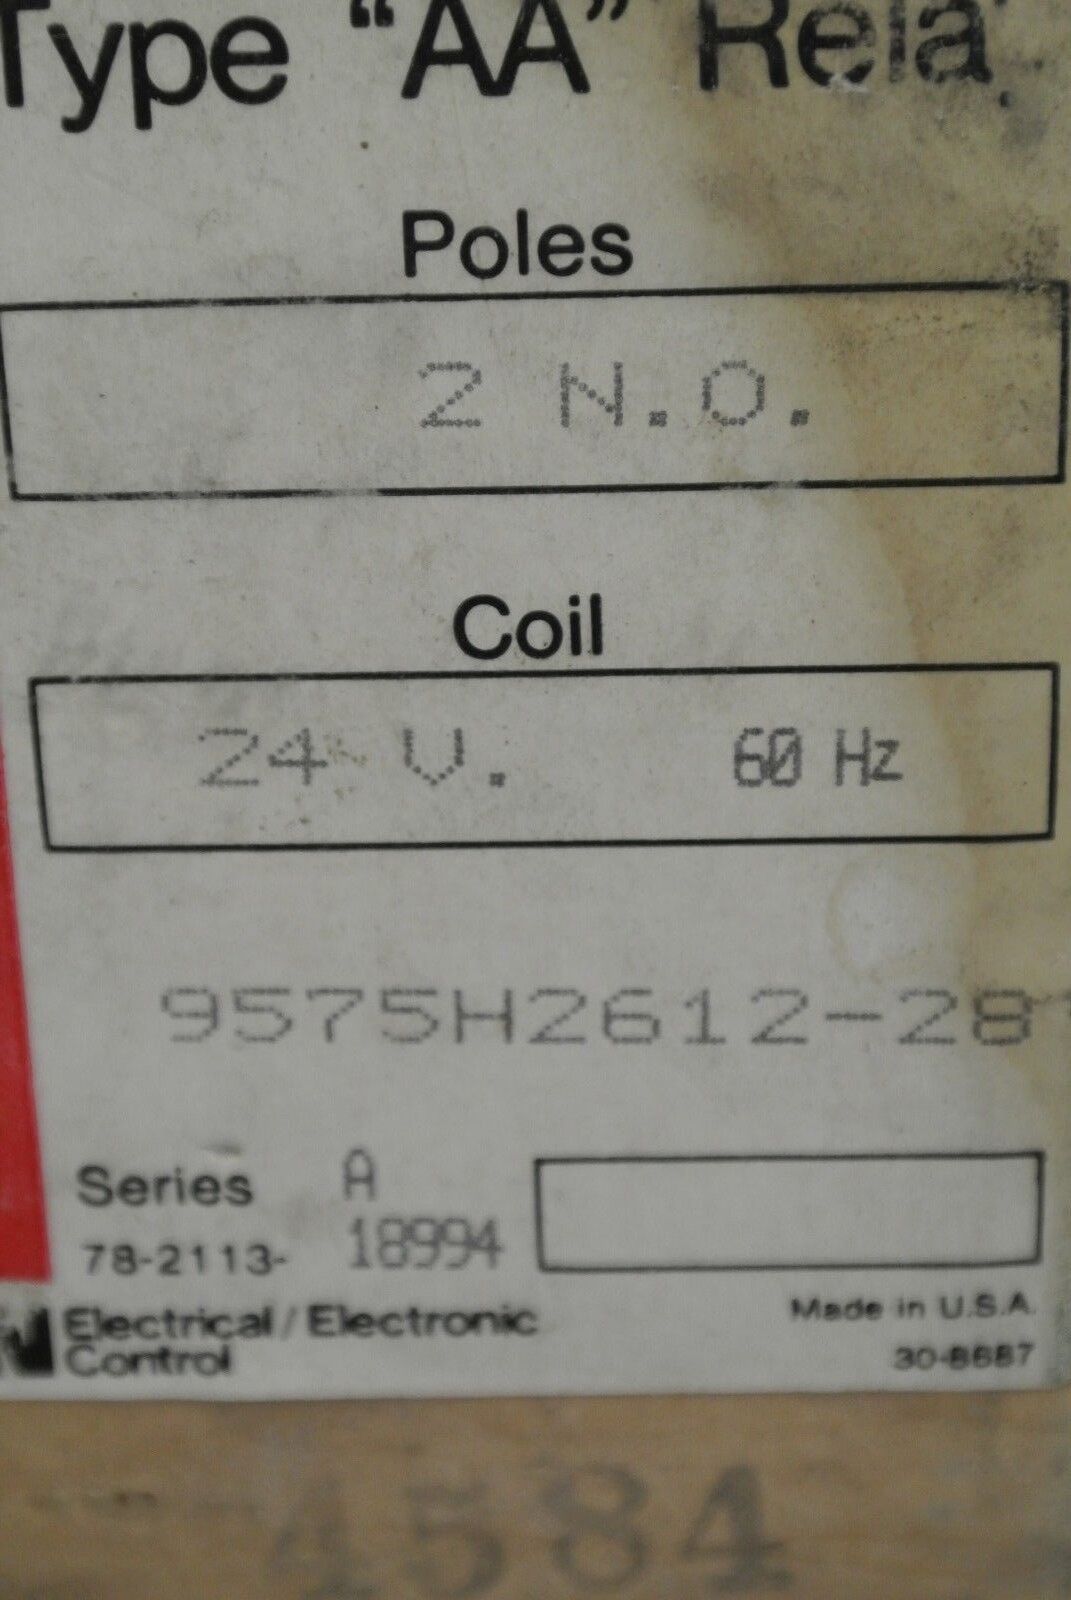 Type "AA" Rela
Poles
2 N.O.
Coil
24 V. 60 Hz
9575H2612-28
Series A
78-2113- 18994
Electrical/Electronic
Control
Made in U.S.A.
30-8687
4584